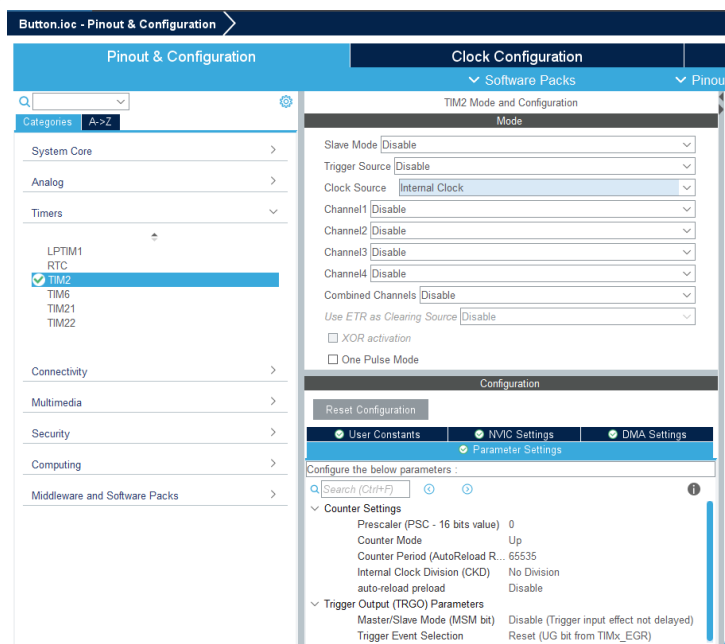 Button.ioc - Pinout & Configuration
Pinout & Configuration
Clock Configuration
Software Packs
Pinou
Categories
A->Z
System Core
Analog
Timers
LPTIM1
RTC
TIM2
TIM6
TIM21
TIM22
Connectivity
Multimedia
Security
Computing
Middleware and Software Packs
TIM2 Mode and Configuration
Mode
Slave Mode Disable
Trigger Source Disable
Clock Source Internal Clock
Channel1 Disable
Channel2 Disable
Channel3 Disable
Channel4 Disable
Combined Channels Disable
Use ETR as Clearing Source Disable
XOR activation
One Pulse Mode
Configuration
Reset Configuration
User Constants
NVIC Settings
DMA Settings
Parameter Settings
Configure the below parameters :
Search (Ctrl+F)
Counter Settings
Prescaler (PSC - 16 bits value) 0
Counter Mode Up
Counter Period (AutoReload R... 65535
Internal Clock Division (CKD) No Division
auto-reload preload Disable
Trigger Output (TRGO) Parameters
Master/Slave Mode (MSM bit) Disable (Trigger input effect not delayed)
Trigger Event Selection Reset (UG bit from TIMx_EGR)